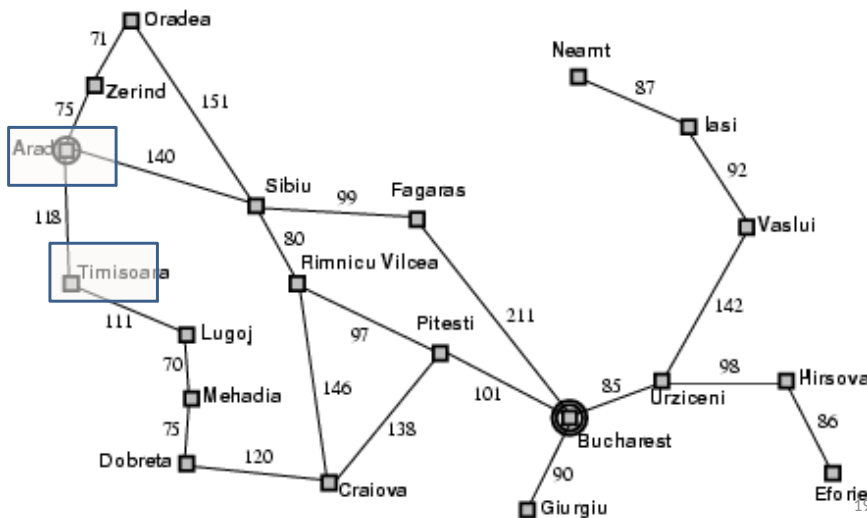 Oradea
71
Neamt
Zerind
87
151
75
Iasi
Arad
140
92
Sibiu
Fagaras
99
118
Vaslui
80
Timisoara
Rimnicu Vilcea
111
142
211
Lugoj
97
Pitesti
70
98
Hirsova
146
85
Urziceni
Mehadia
101
86
75
138
Bucharest
Dobreta
120
90
Eforie
Craiova
Giurgiu